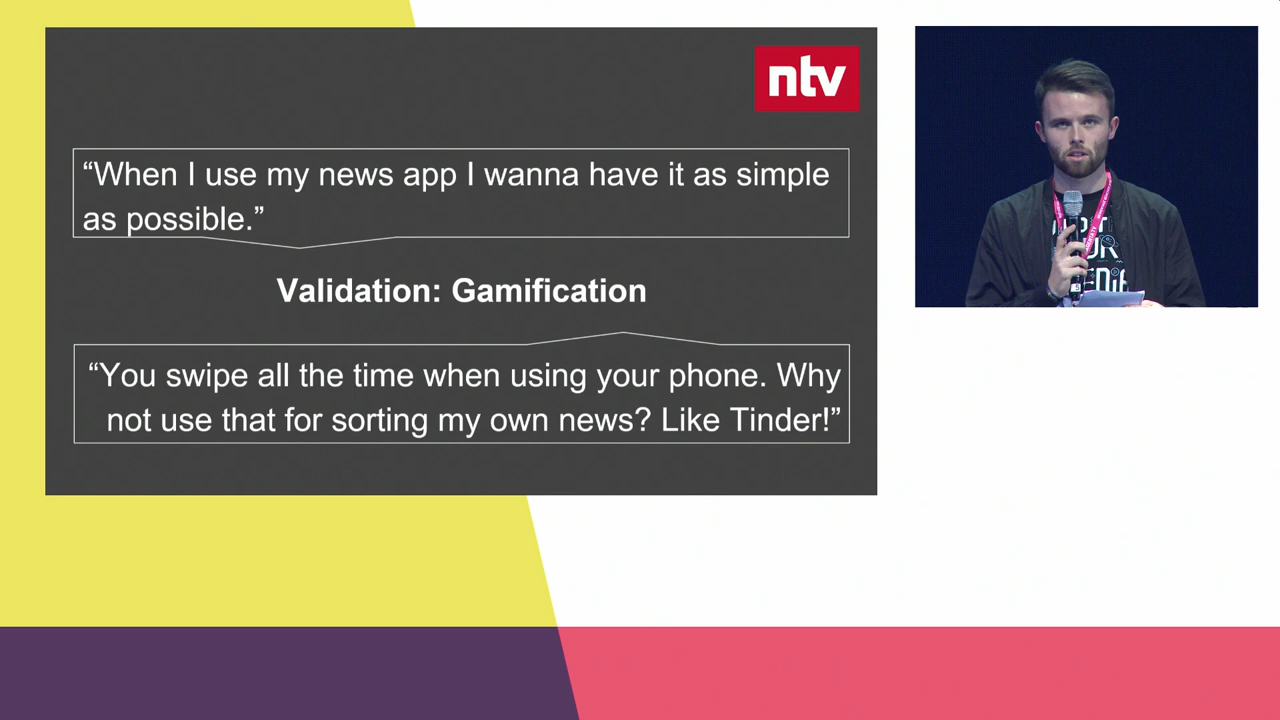 ntv
“When I use my news app I wanna have it as simple
as possible.”
Validation: Gamification
“You swipe all the time when using your phone. Why
not use that for sorting my own news? Like Tinder!”